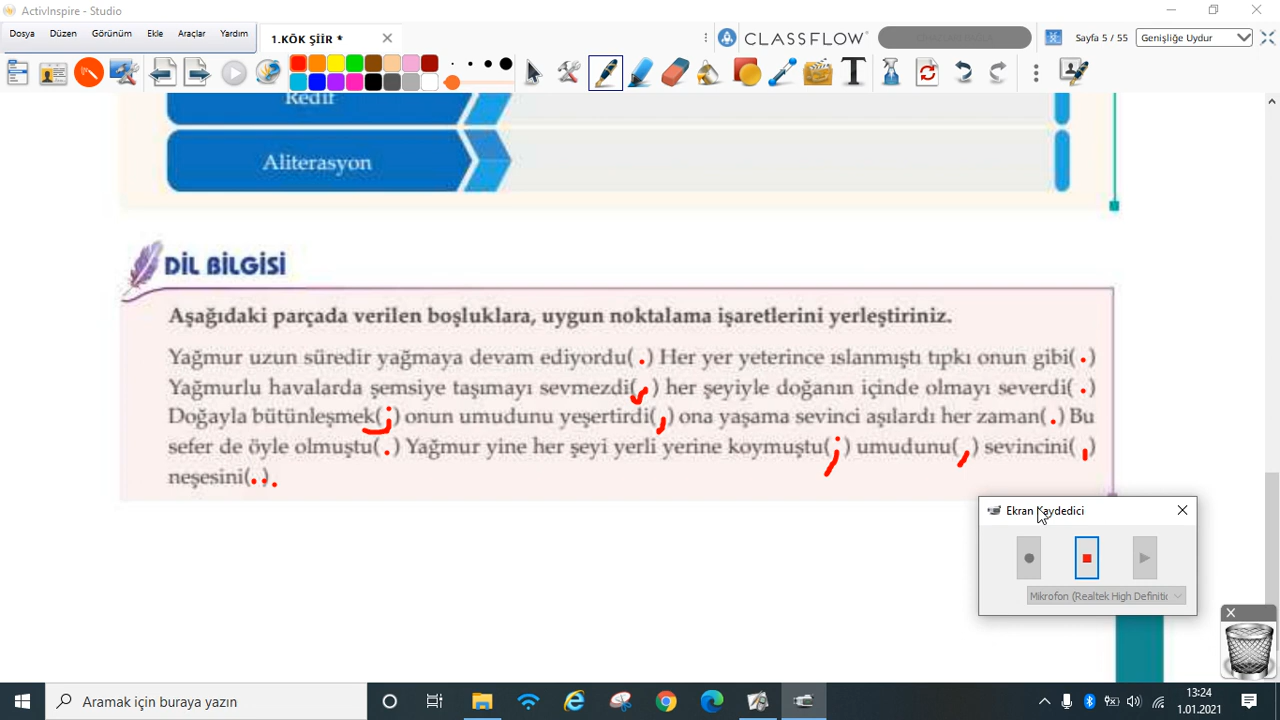 ActivInspire - Studio
Dosya Düzen Görünüm Ekle Araçlar Yardım
1.KÖK ŞİİR *
CLASSFLOW
Sayfa 5 / 55
Genişliğe Uydur
Redif
Aliterasyon
DİL BİLGİSİ
Aşağıdaki parçada verilen boşluklara, uygun noktalama işaretlerini yerleştiriniz.
Yağmur uzun süredir yağmaya devam ediyordu(.) Her yer yeterince ıslanmıştı tıpkı onun gibi(.)
Yağmurlu havalarda şemsiye taşımayı sevmezdi(,) her şeyiyle doğanın içinde olmayı severdi(.)
Doğayla bütünleşmek(;) onun umudunu yeşertirdi(,) ona yaşama sevinci aşılardı her zaman(.) Bu
sefer de öyle olmuştu(.) Yağmur yine her şeyi yerli yerine koymuştu(;) umudunu(,) sevincini(,)
neşesini(..).
Ekran Kaydedici
Mikrofon (Realtek High Definitic
Aramak için buraya yazın
13:24
1.01.2021